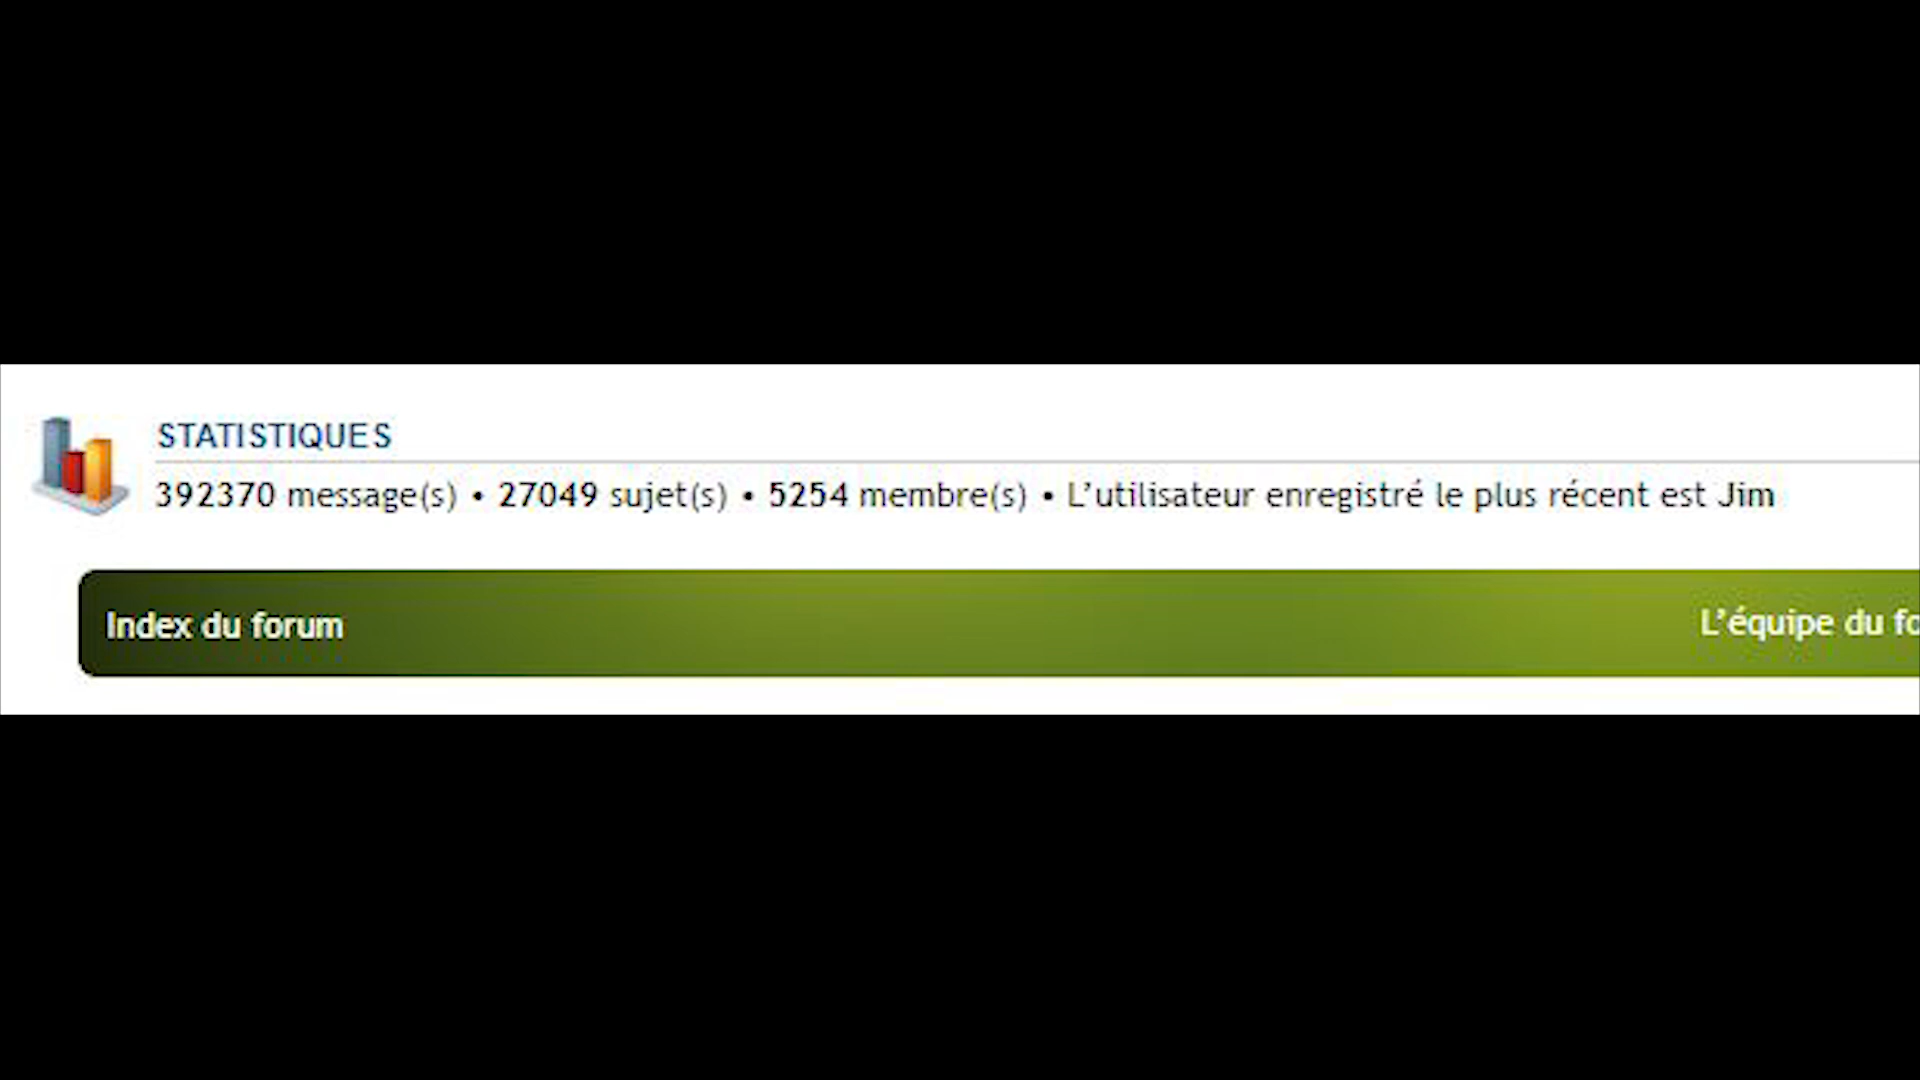 STATISTIQUES
392370 message(s) • 27049 sujet(s) • 5254 membre(s) • L’utilisateur enregistré le plus récent est Jim
Index du forum
L’équipe du